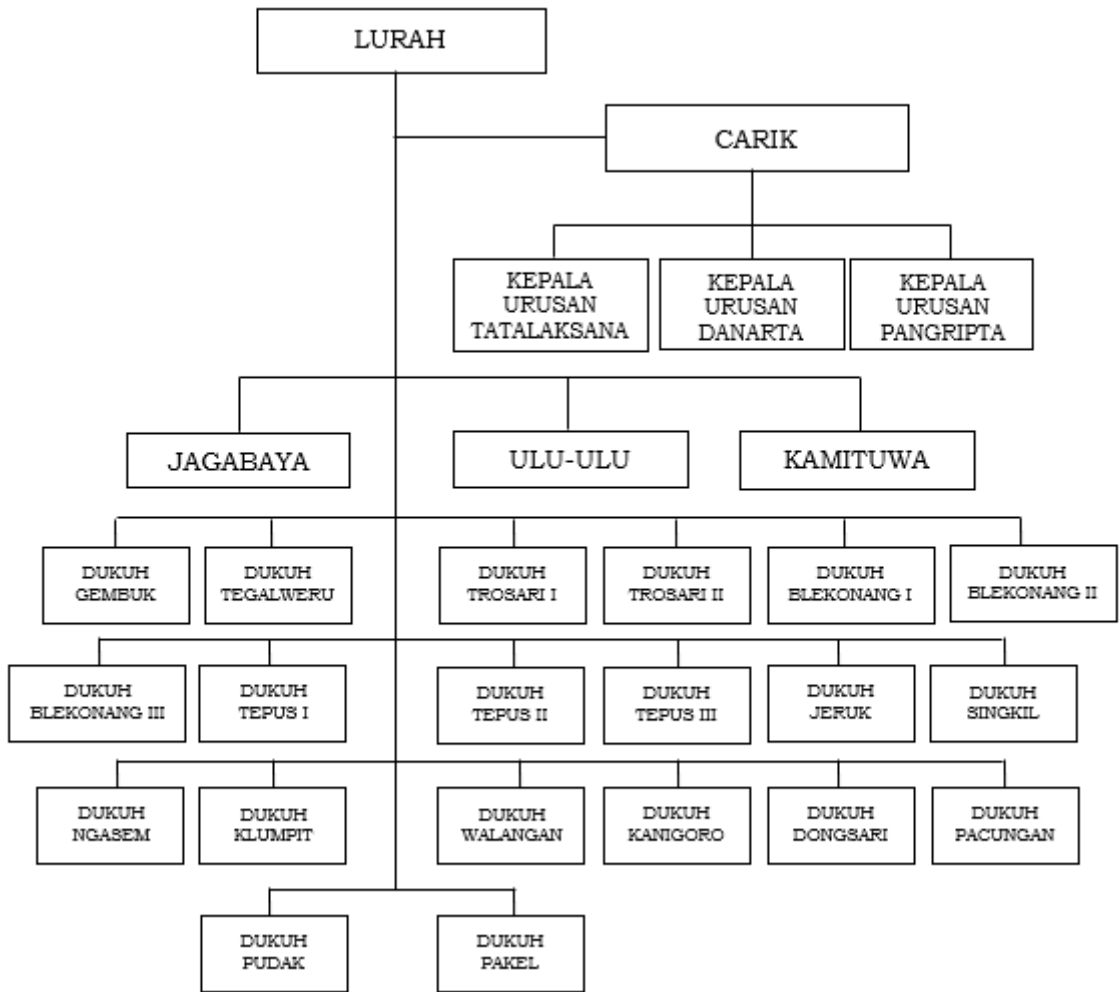 LURAH
CARIK
KEPALA
URUSAN
TATALAKSANA
KEPALA
URUSAN
DANARTA
KEPALA
URUSAN
PANGRIPTA
JAGABAYA
ULU-ULU
KAMITUWA
DUKUH
GEMBUK
DUKUH
TEGALWERU
DUKUH
TROSARI I
DUKUH
TROSARI II
DUKUH
BLEKONANG I
DUKUH
BLEKONANG II
DUKUH
BLEKONANG III
DUKUH
TEPUS I
DUKUH
TEPUS II
DUKUH
TEPUS III
DUKUH
JERUK
DUKUH
SINGKIL
DUKUH
NGASEM
DUKUH
KLUMPIT
DUKUH
WALANGAN
DUKUH
KANIGORO
DUKUH
DONGSARI
DUKUH
PACUNGAN
DUKUH
PUDAK
DUKUH
PAKEL